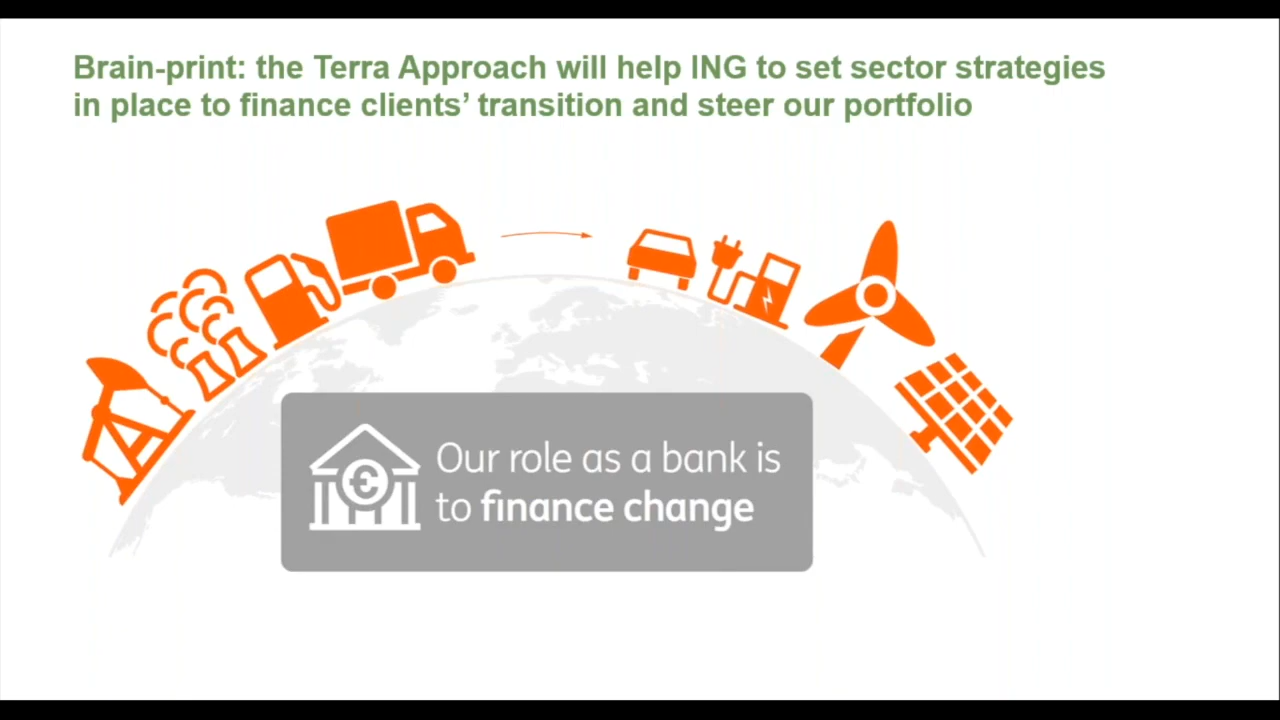 Brain-print: the Terra Approach will help ING to set sector strategies
in place to finance clients’ transition and steer our portfolio
Our role as a bank is
to finance change